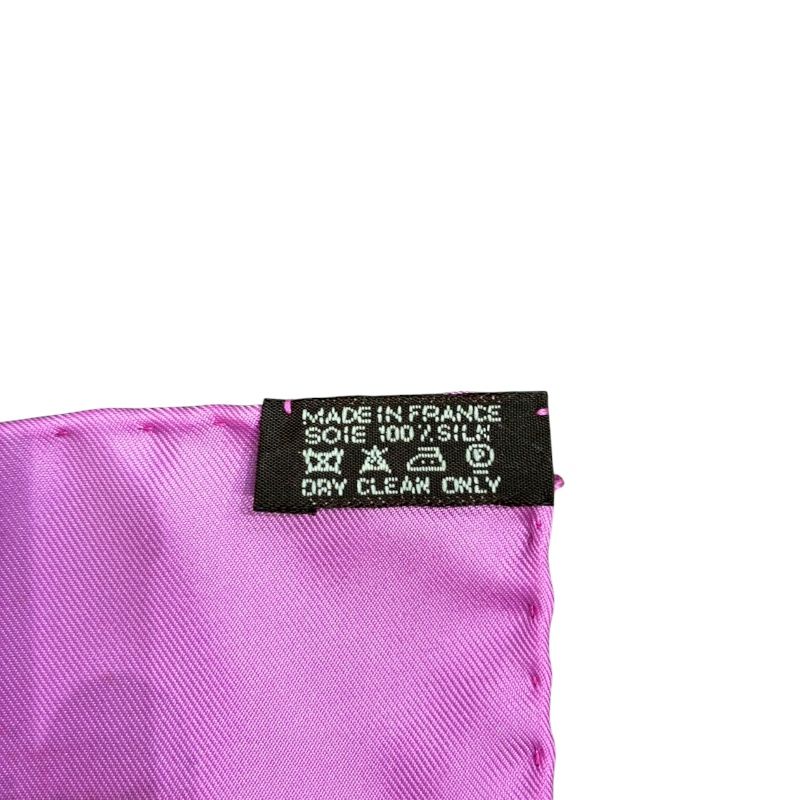 MADE IN FRANCE
SOIE 100% SILK
P
DRY CLEAN ONLY